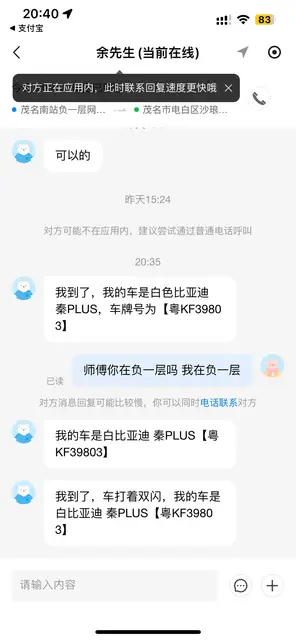 20:40
83
支付宝
余先生 (当前在线)
对方正在应用内，此时联系回复速度更快哦
茂名南站负一层网...
茂名市电白区沙琅...
可以的
昨天15:24
对方可能不在应用内，建议尝试通过普通电话呼叫
20:35
我到了，我的车是白色比亚迪
秦PLUS，车牌号为【粤KF3980
3】
师傅你在负一层吗 我在负一层
已读
对方消息回复可能比较慢，你可以同时电话联系对方
我的车是白比亚迪 秦PLUS【粤
KF39803】
我到了，车打着双闪，我的车是
白比亚迪 秦PLUS【粤KF3980
3】
请输入内容